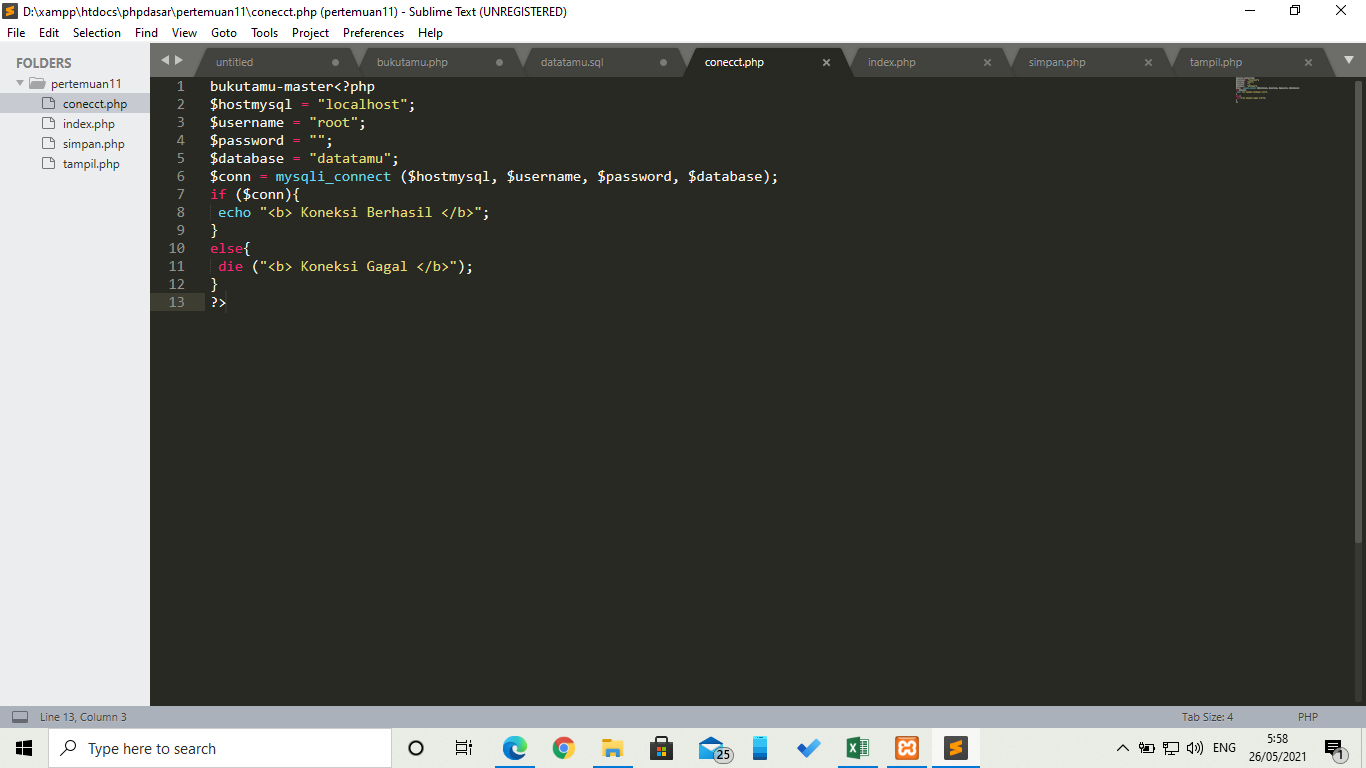 D:\xampp\htdocs\phpdasar\pertemuan11\conecct.php (pertemuan11) - Sublime Text (UNREGISTERED)
File Edit Selection Find View Goto Tools Project Preferences Help
FOLDERS
pertemuan11
conecct.php
index.php
simpan.php
tampil.php
untitled bukutamu.php datatamu.sql conecct.php index.php simpan.php tampil.php
1 bukutamu-master<?php
2 $hostmysql = "localhost";
3 $username = "root";
4 $password = "";
5 $database = "datatamu";
6 $conn = mysqli_connect ($hostmysql, $username, $password, $database);
7 if ($conn){
8 echo "<b> Koneksi Berhasil </b>";
9 }
10 else{
11 die ("<b> Koneksi Gagal </b>");
12 }
13 ?>
Line 13, Column 3 Tab Size: 4 PHP
Type here to search 25 ENG 5:58 1
26/05/2021